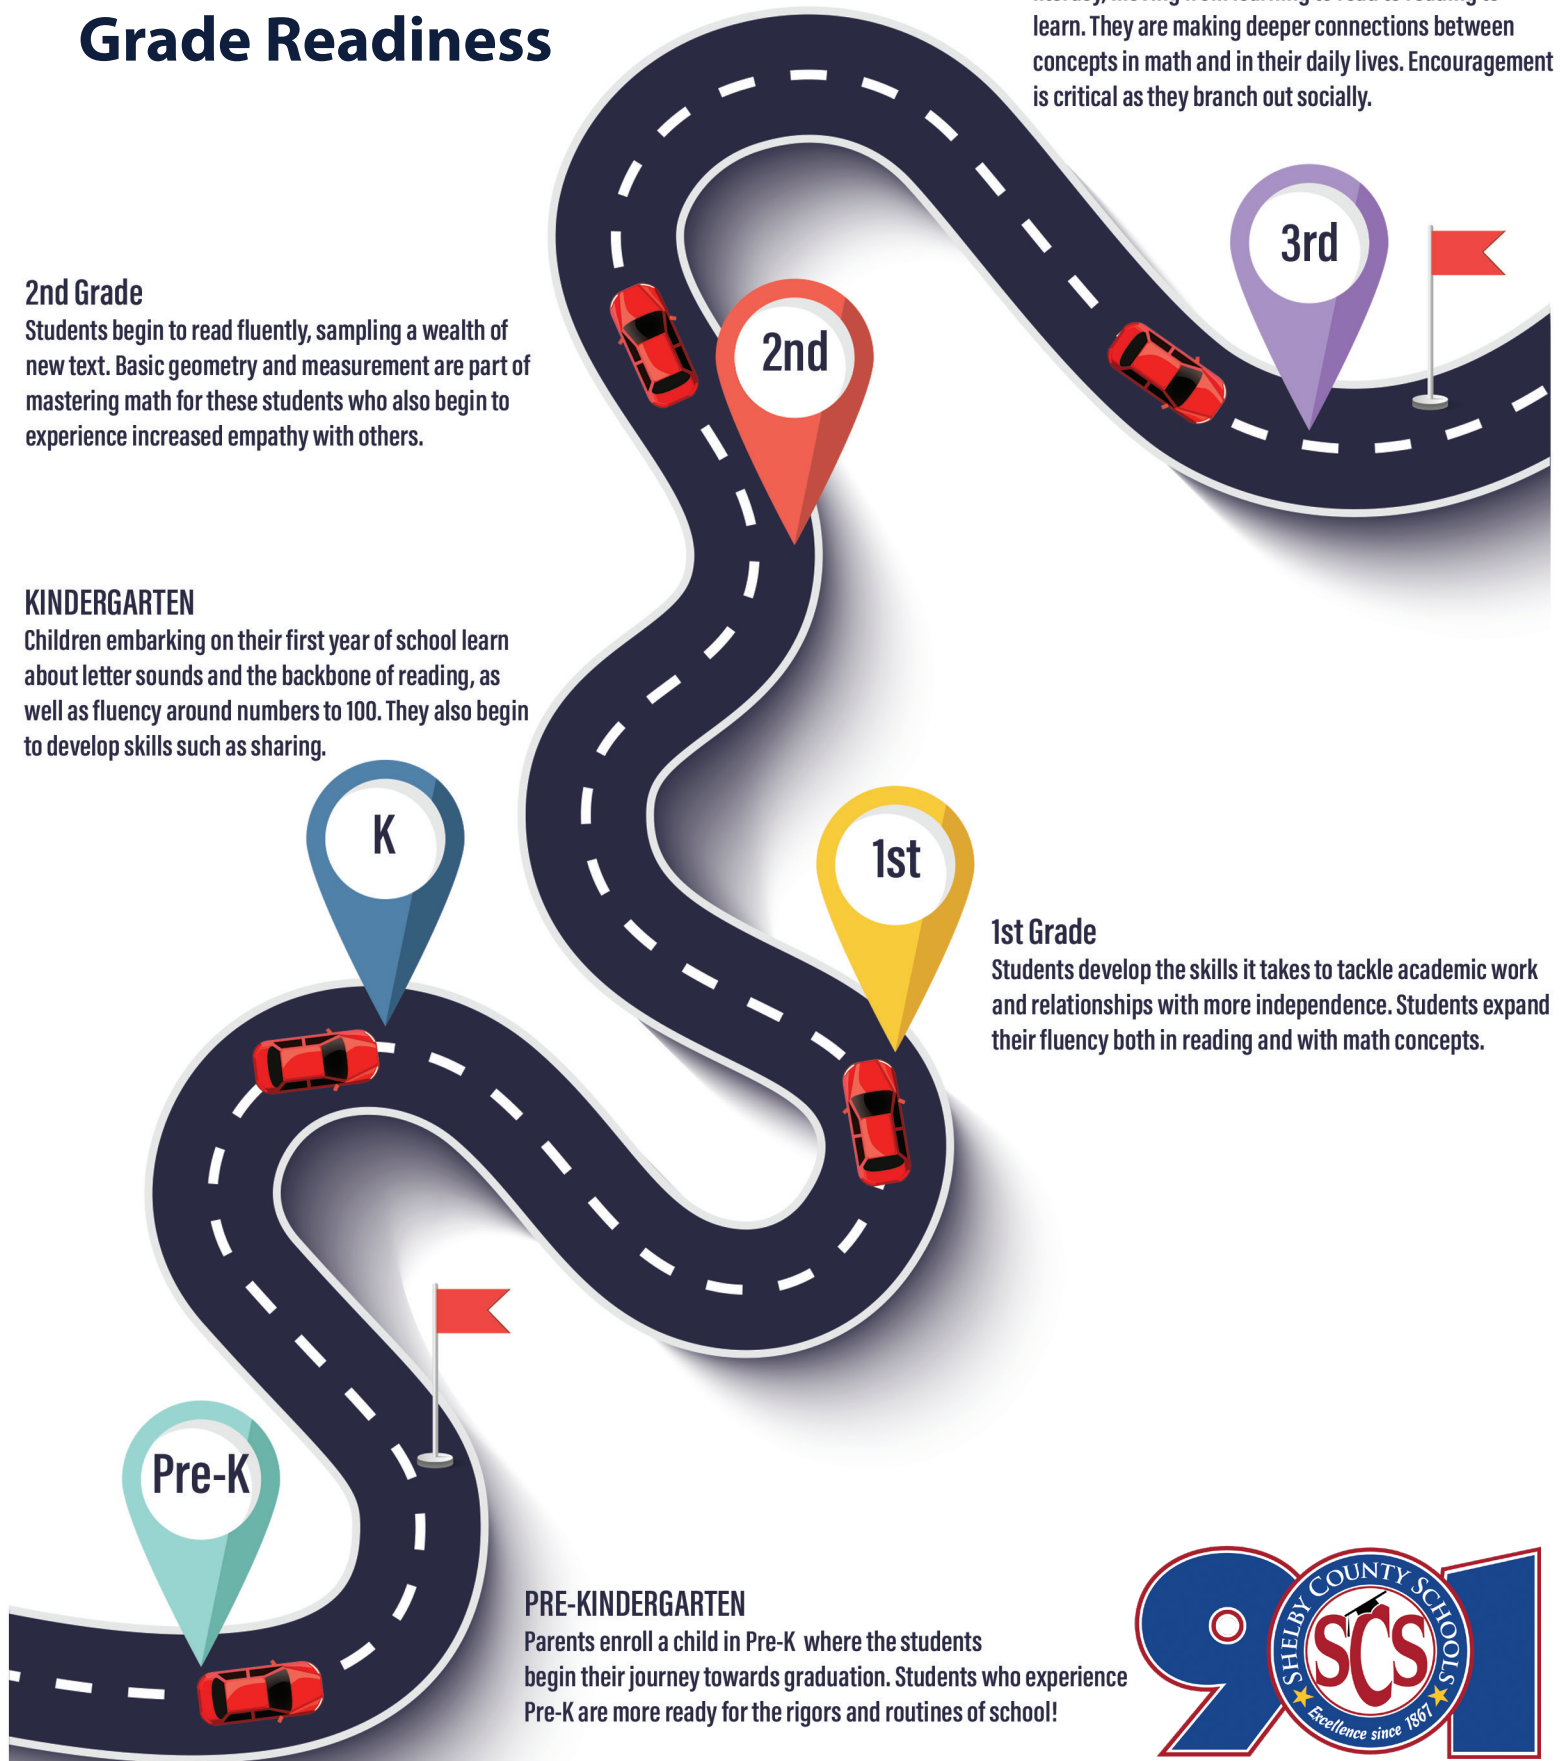 Grade Readiness
learn. They are making deeper connections between
concepts in math and in their daily lives. Encouragement
is critical as they branch out socially.
3rd
2nd Grade
Students begin to read fluently, sampling a wealth of
new text. Basic geometry and measurement are part of
mastering math for these students who also begin to
experience increased empathy with others.
2nd
KINDERGARTEN
Children embarking on their first year of school learn
about letter sounds and the backbone of reading, as
well as fluency around numbers to 100. They also begin
to develop skills such as sharing.
K
1st
1st Grade
Students develop the skills it takes to tackle academic work
and relationships with more independence. Students expand
their fluency both in reading and with math concepts.
Pre-K
PRE-KINDERGARTEN
Parents enroll a child in Pre-K where the students
begin their journey towards graduation. Students who experience
Pre-K are more ready for the rigors and routines of school!
901
SHELBY COUNTY SCHOOLS
SCS
Excellence since 1867